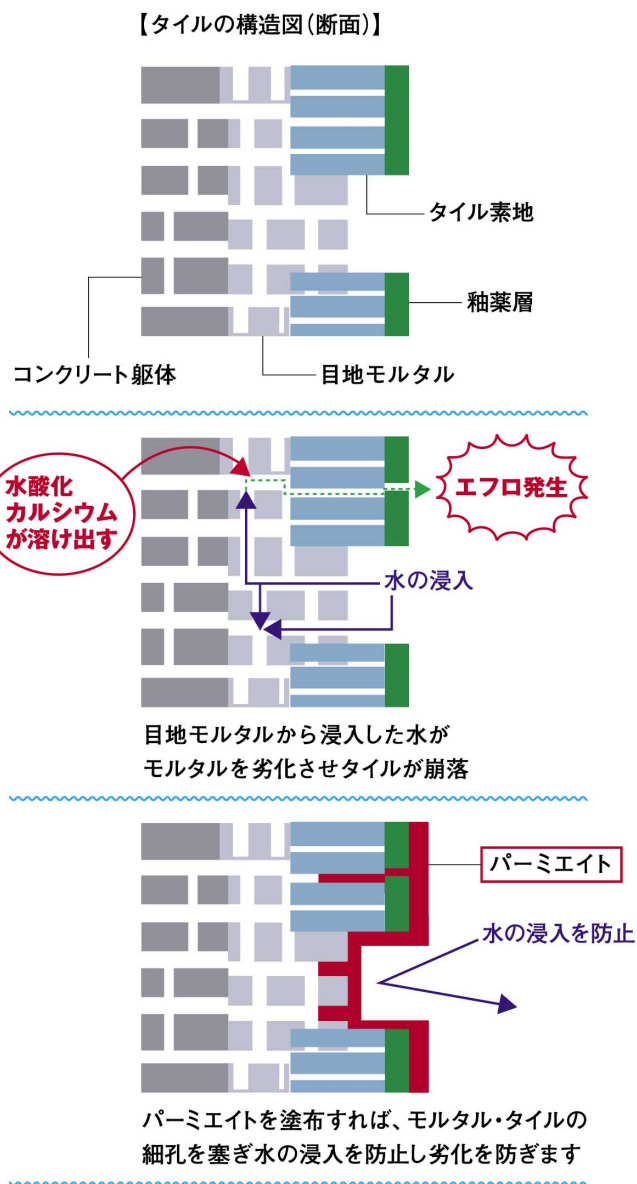 【タイルの構造図（断面）】
タイル素地
釉薬層
コンクリート躯体
目地モルタル
水酸化
カルシウム
が溶け出す
エフロ発生
水の浸入
目地モルタルから浸入した水が
モルタルを劣化させタイルが崩落
パーミエイト
水の浸入を防止
パーミエイトを塗布すれば、モルタル・タイルの
細孔を塞ぎ水の浸入を防止し劣化を防ぎます